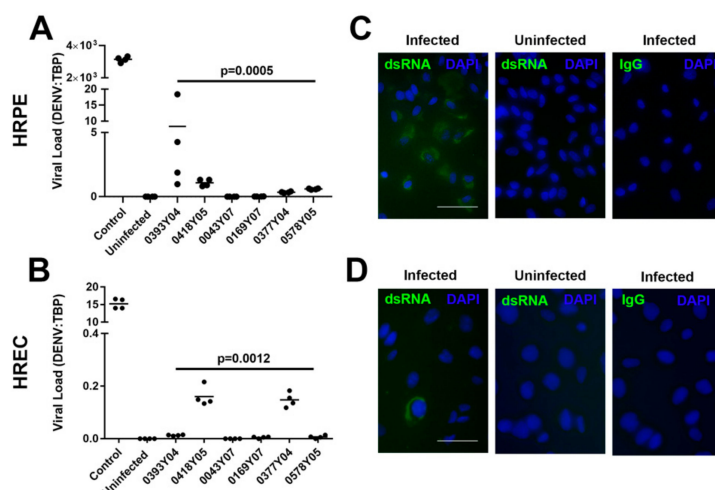 A
HRPE
Viral Load (DENV:TBP)
4×10³
2×10³
20
15
10
5
0
p=0.0005
Control
Uninfected
0393Y04
0418Y05
0043Y07
0169Y07
0377Y04
0578Y05
B
HREC
Viral Load (DENV:TBP)
20
15
10
0.4
0.2
0.0
p=0.0012
Control
Uninfected
0393Y04
0418Y05
0043Y07
0169Y07
0377Y04
0578Y05
C
Infected Uninfected Infected
dsRNA DAPI dsRNA DAPI IgG DAPI
D
Infected Uninfected Infected
dsRNA DAPI dsRNA DAPI IgG DAPI